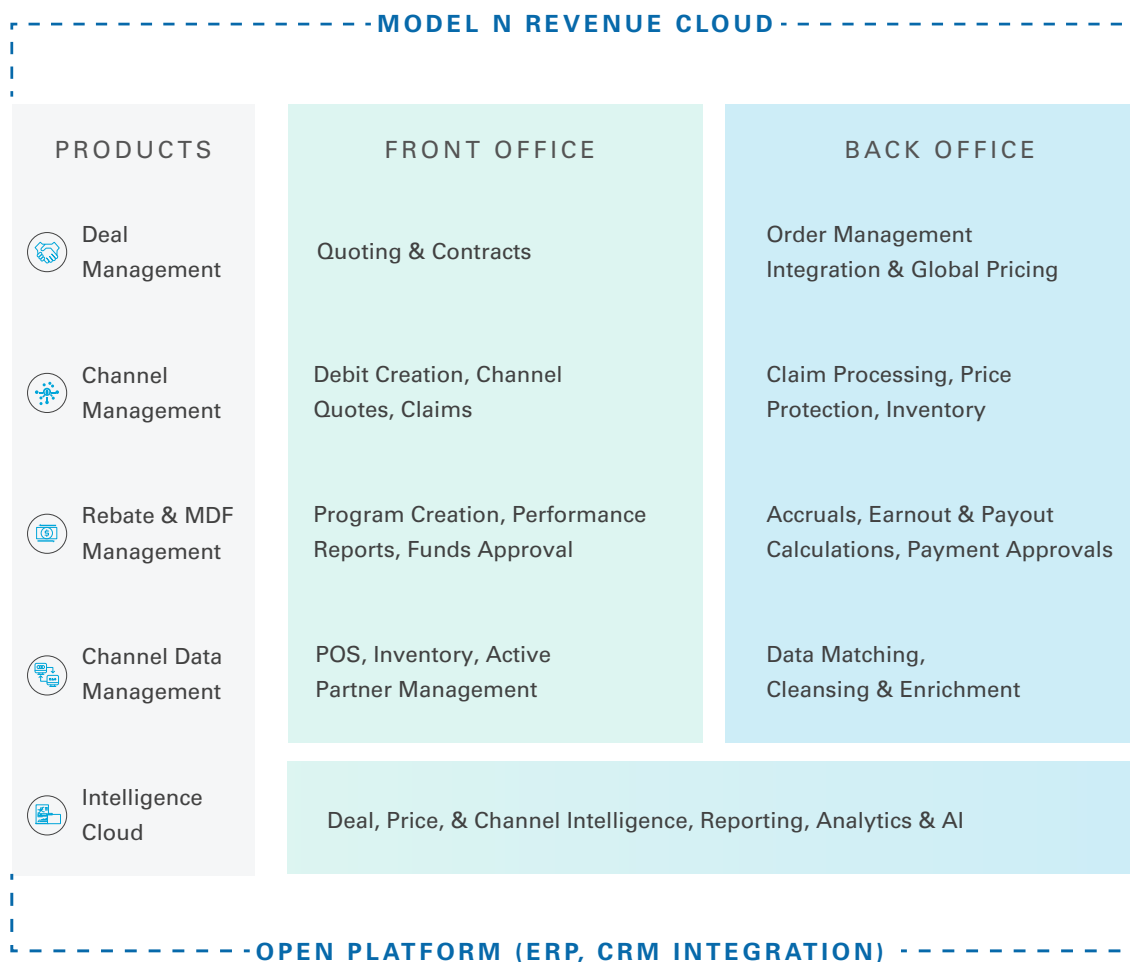 MODEL N REVENUE CLOUD
PRODUCTS
FRONT OFFICE
BACK OFFICE
Deal
Management
Quoting & Contracts
Order Management
Integration & Global Pricing
Channel
Management
Debit Creation, Channel
Quotes, Claims
Claim Processing, Price
Protection, Inventory
Rebate & MDF
Management
Program Creation, Performance
Reports, Funds Approval
Accruals, Earnout & Payout
Calculations, Payment Approvals
Channel Data
Management
POS, Inventory, Active
Partner Management
Data Matching,
Cleansing & Enrichment
Intelligence
Cloud
Deal, Price, & Channel Intelligence, Reporting, Analytics & AI
OPEN PLATFORM (ERP, CRM INTEGRATION)